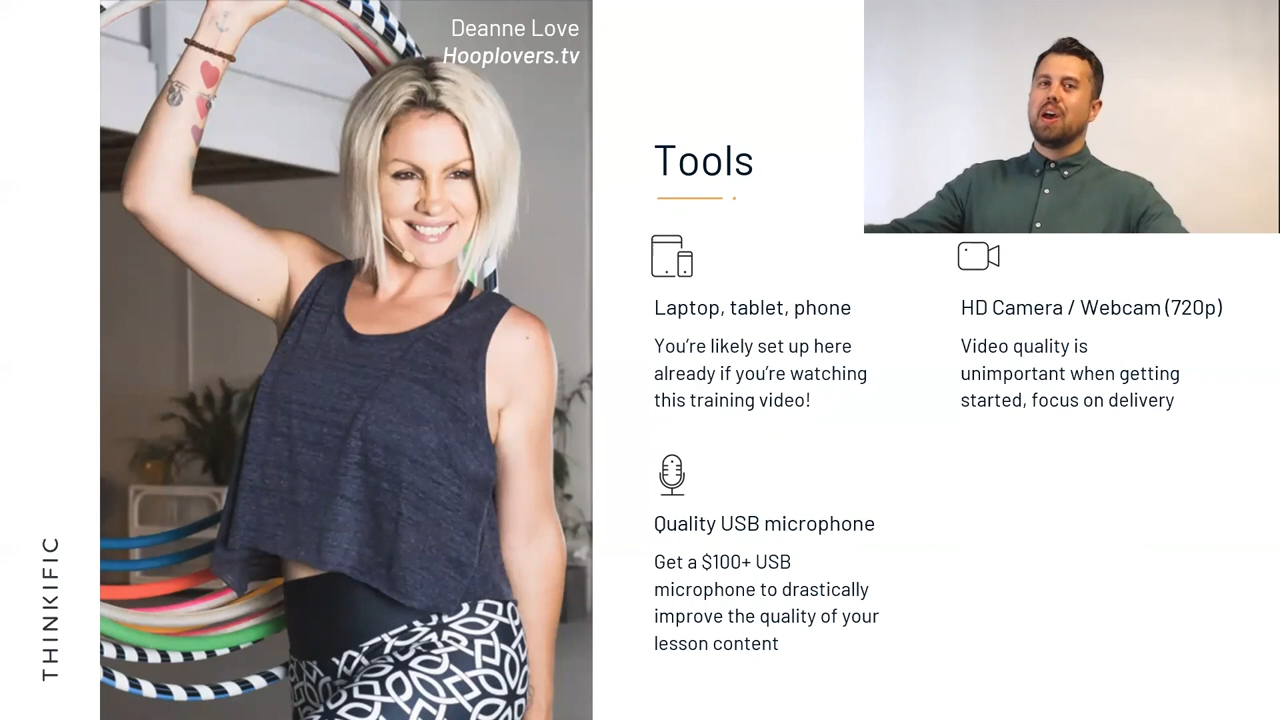 Deanne Love
Hooplovers.tv
Tools
Laptop, tablet, phone
You're likely set up here
already if you're watching
this training video!
HD Camera / Webcam (720p)
Video quality is
unimportant when getting
started, focus on delivery
Quality USB microphone
Get a $100+ USB
microphone to drastically
improve the quality of your
lesson content
THINKIFIC